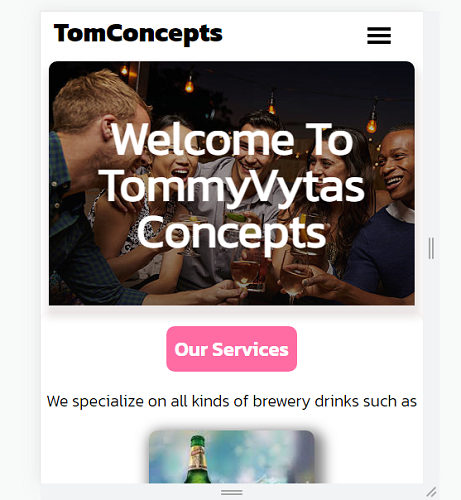 TomConcepts
Welcome To
TommyVytas
Concepts
Our Services
We specialize on all kinds of brewery drinks such as